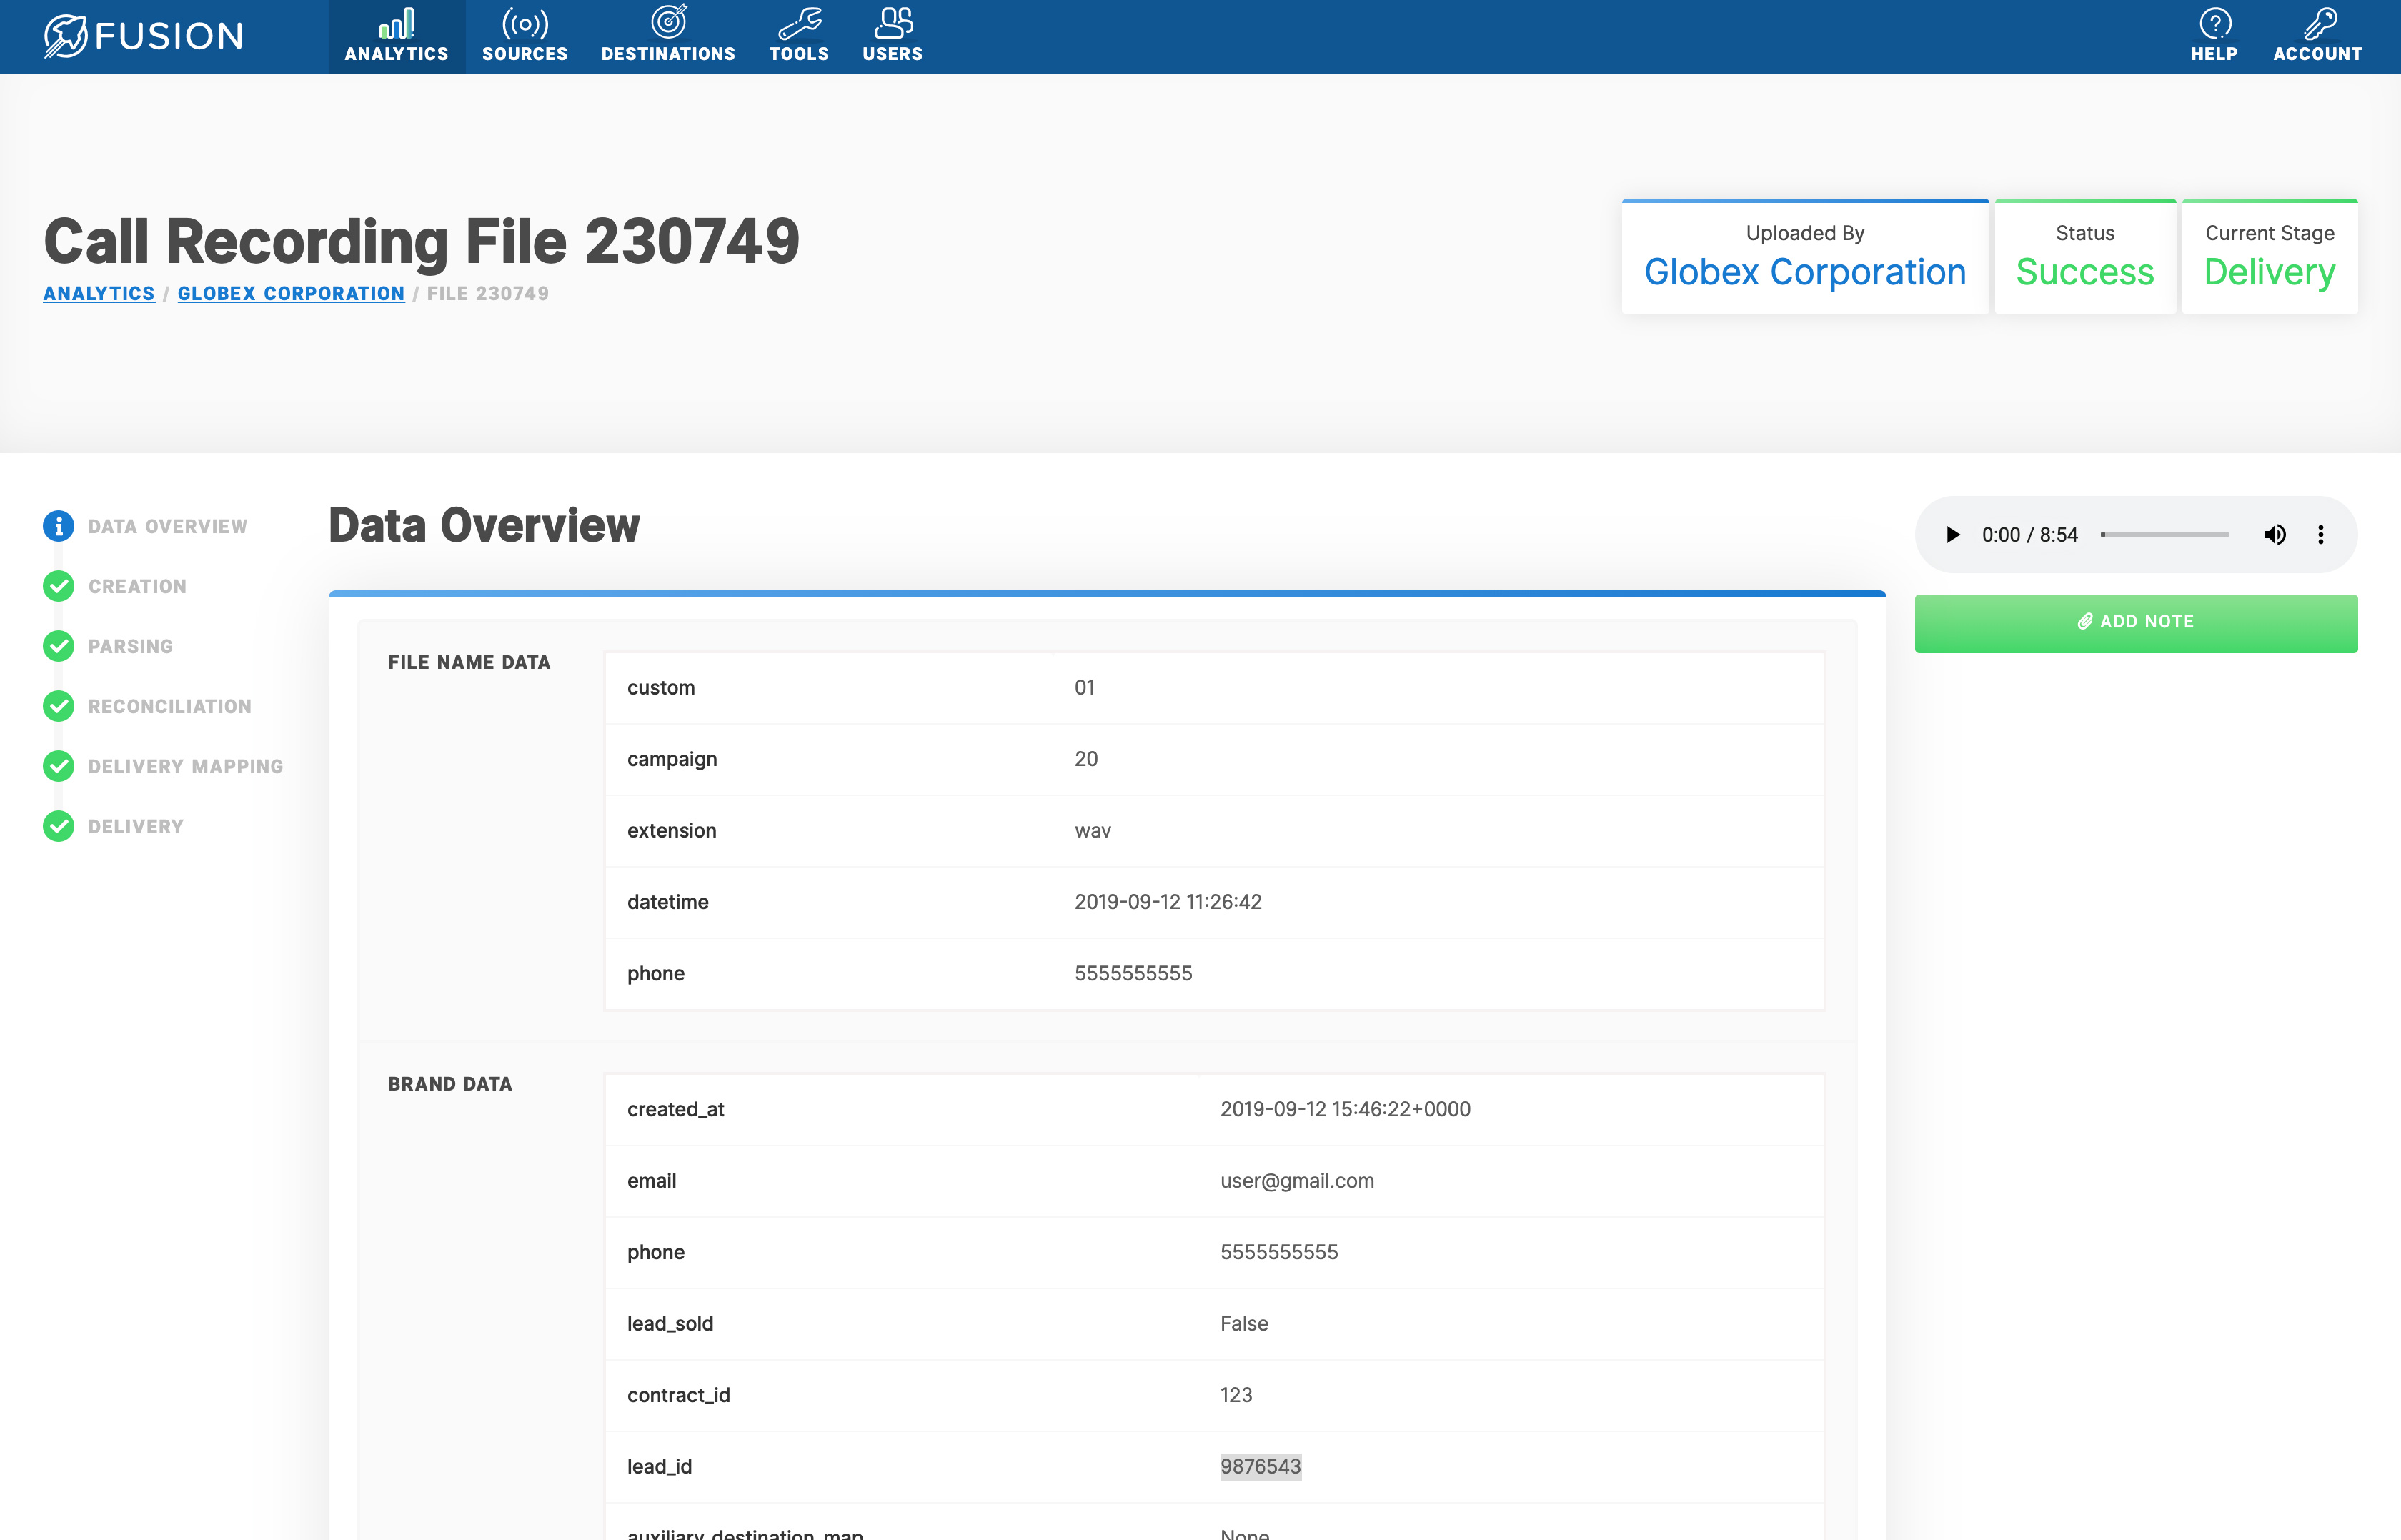 FUSION
ANALYTICS
SOURCES
DESTINATIONS
TOOLS
USERS
HELP
ACCOUNT
Call Recording File 230749
ANALYTICS / GLOBEX CORPORATION / FILE 230749
Uploaded By
Globex Corporation
Status
Success
Current Stage
Delivery
DATA OVERVIEW
CREATION
PARSING
RECONCILIATION
DELIVERY MAPPING
DELIVERY
Data Overview
0:00 / 8:54
ADD NOTE
FILE NAME DATA
custom 01
campaign 20
extension wav
datetime 2019-09-12 11:26:42
phone 5555555555
BRAND DATA
created_at 2019-09-12 15:46:22+0000
email user@gmail.com
phone 5555555555
lead_sold False
contract_id 123
lead_id 9876543
auxiliary_destination_map None